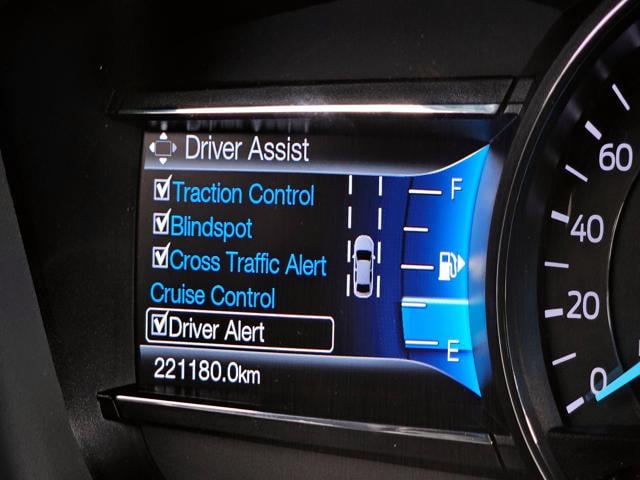 Driver Assist
Traction Control
Blindspot
Cross Traffic Alert
Cruise Control
Driver Alert
221180.0km
F
E
60
40
20
0